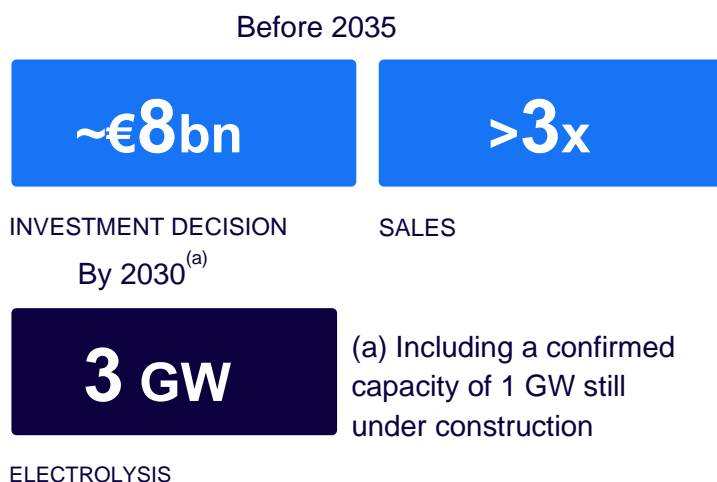 Before 2035
~€8bn
>3x
INVESTMENT DECISION
SALES
By 2030(a)
3 GW
(a) Including a confirmed
capacity of 1 GW still
under construction
ELECTROLYSIS